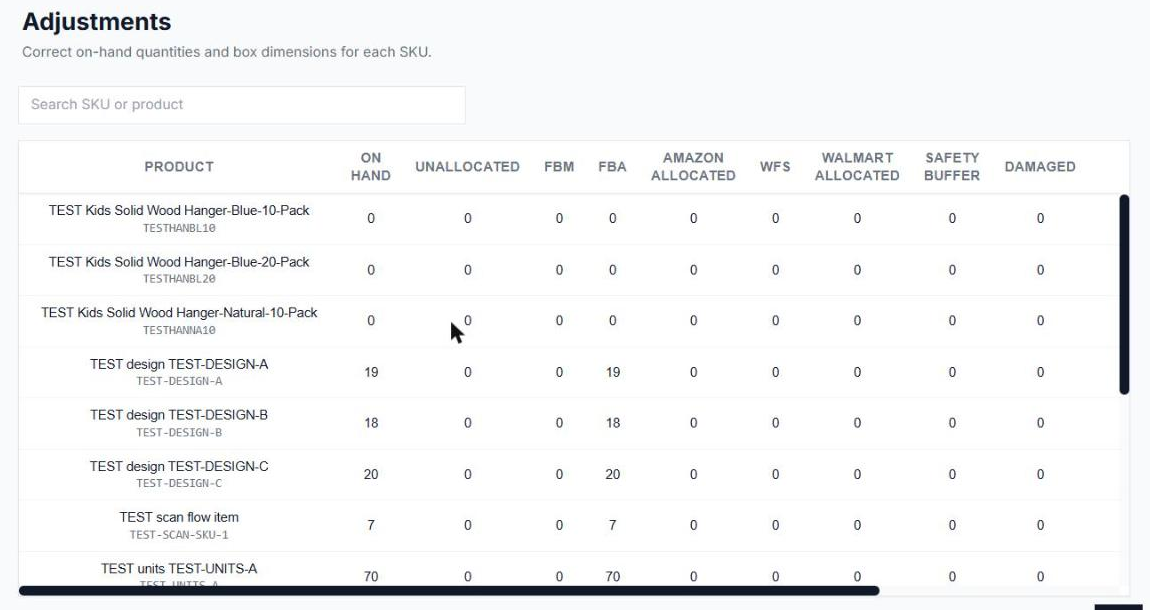 Adjustments
Correct on-hand quantities and box dimensions for each SKU.
Search SKU or product
PRODUCT ON HAND UNALLOCATED FBM FBA AMAZON ALLOCATED WFS WALMART ALLOCATED SAFETY BUFFER DAMAGED
TEST Kids Solid Wood Hanger-Blue-10-Pack
TESTHANBL10
0 0 0 0 0 0 0 0 0
TEST Kids Solid Wood Hanger-Blue-20-Pack
TESTHANBL20
0 0 0 0 0 0 0 0 0
TEST Kids Solid Wood Hanger-Natural-10-Pack
TESTHANNA10
0 0 0 0 0 0 0 0 0
TEST design TEST-DESIGN-A
TEST-DESIGN-A
19 0 0 19 0 0 0 0 0
TEST design TEST-DESIGN-B
TEST-DESIGN-B
18 0 0 18 0 0 0 0 0
TEST design TEST-DESIGN-C
TEST-DESIGN-C
20 0 0 20 0 0 0 0 0
TEST scan flow item
TEST-SCAN-SKU-1
7 0 0 7 0 0 0 0 0
TEST units TEST-UNITS-A
TEST-UNITS-A
70 0 0 70 0 0 0 0 0